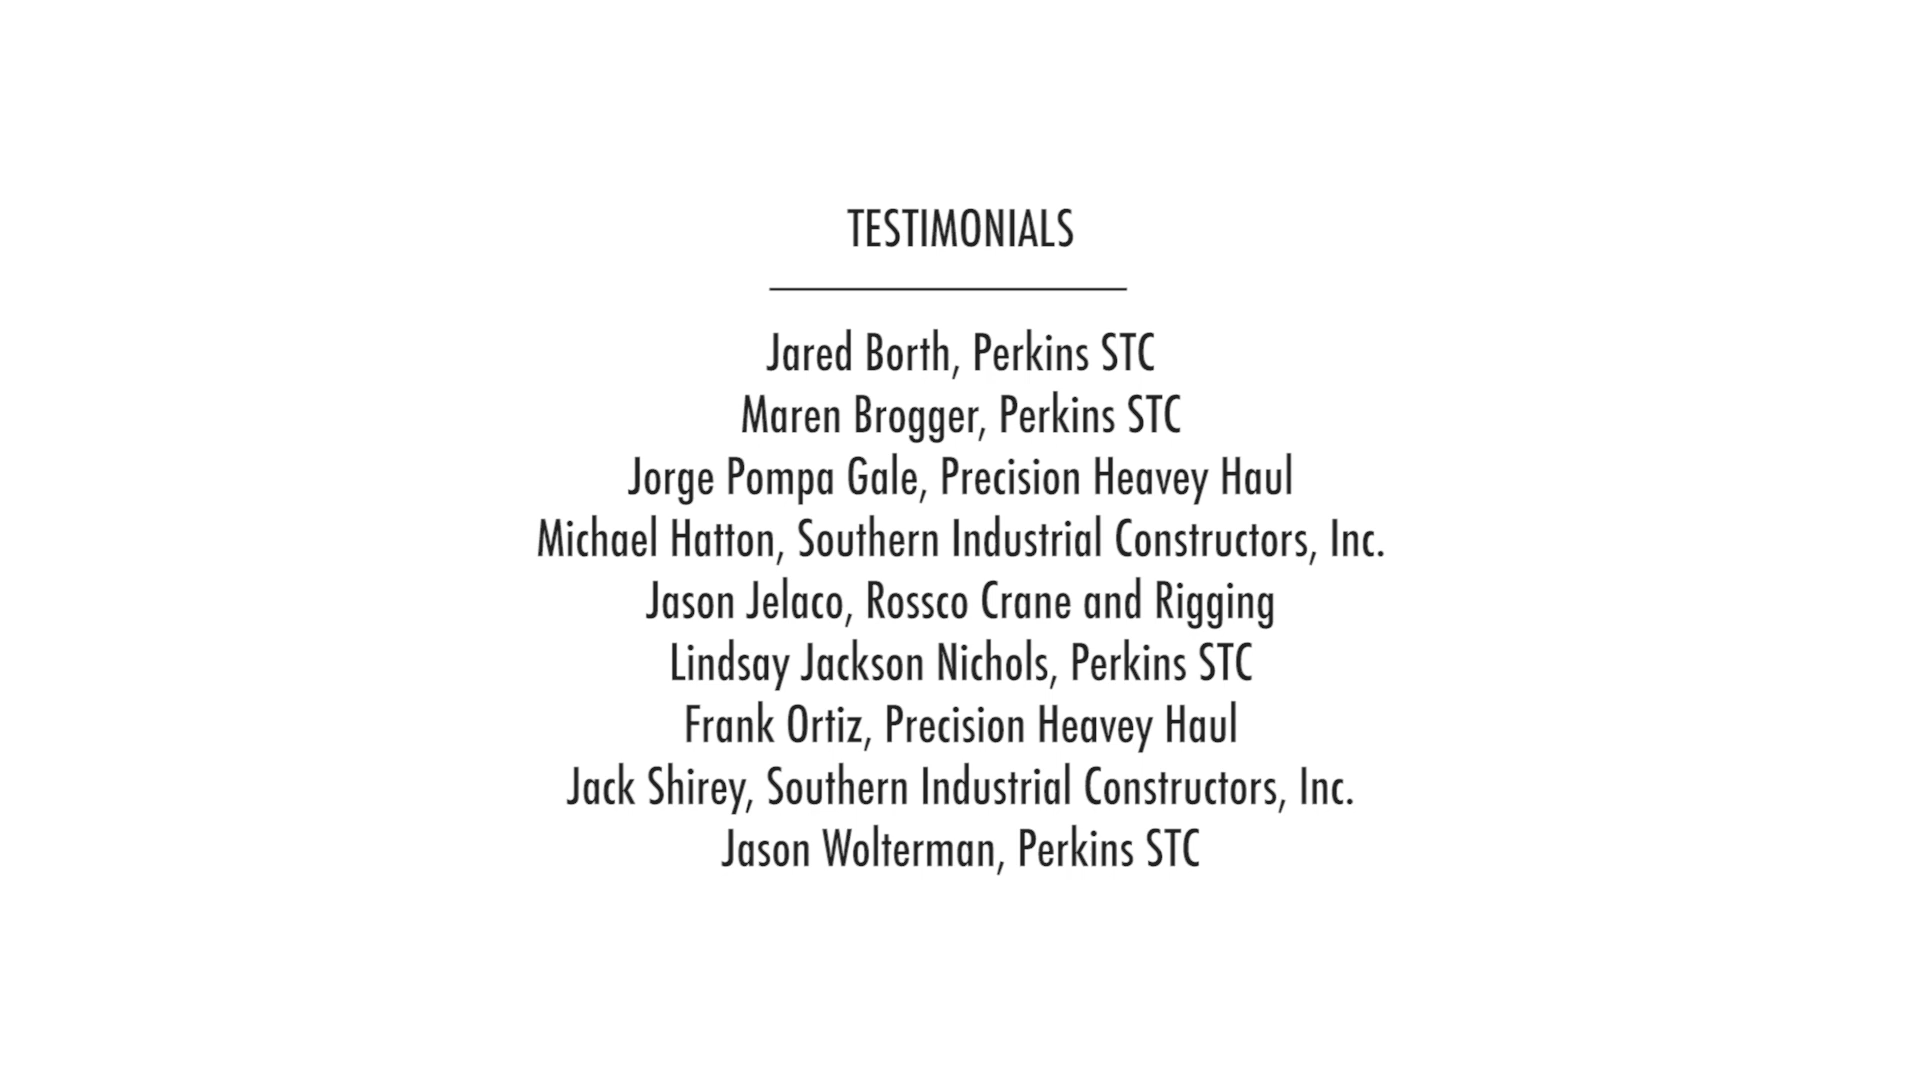 TESTIMONIALS
Jared Borth, Perkins STC
Maren Brogger, Perkins STC
Jorge Pompa Gale, Precision Heavey Haul
Michael Hatton, Southern Industrial Constructors, Inc.
Jason Jelaco, Rossco Crane and Rigging
Lindsay Jackson Nichols, Perkins STC
Frank Ortiz, Precision Heavey Haul
Jack Shirey, Southern Industrial Constructors, Inc.
Jason Wolterman, Perkins STC